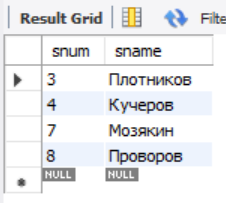 Result Grid Filte
snum sname
3 Плотников
4 Кучеров
7 Мозякин
8 Проворов
NULL NULL